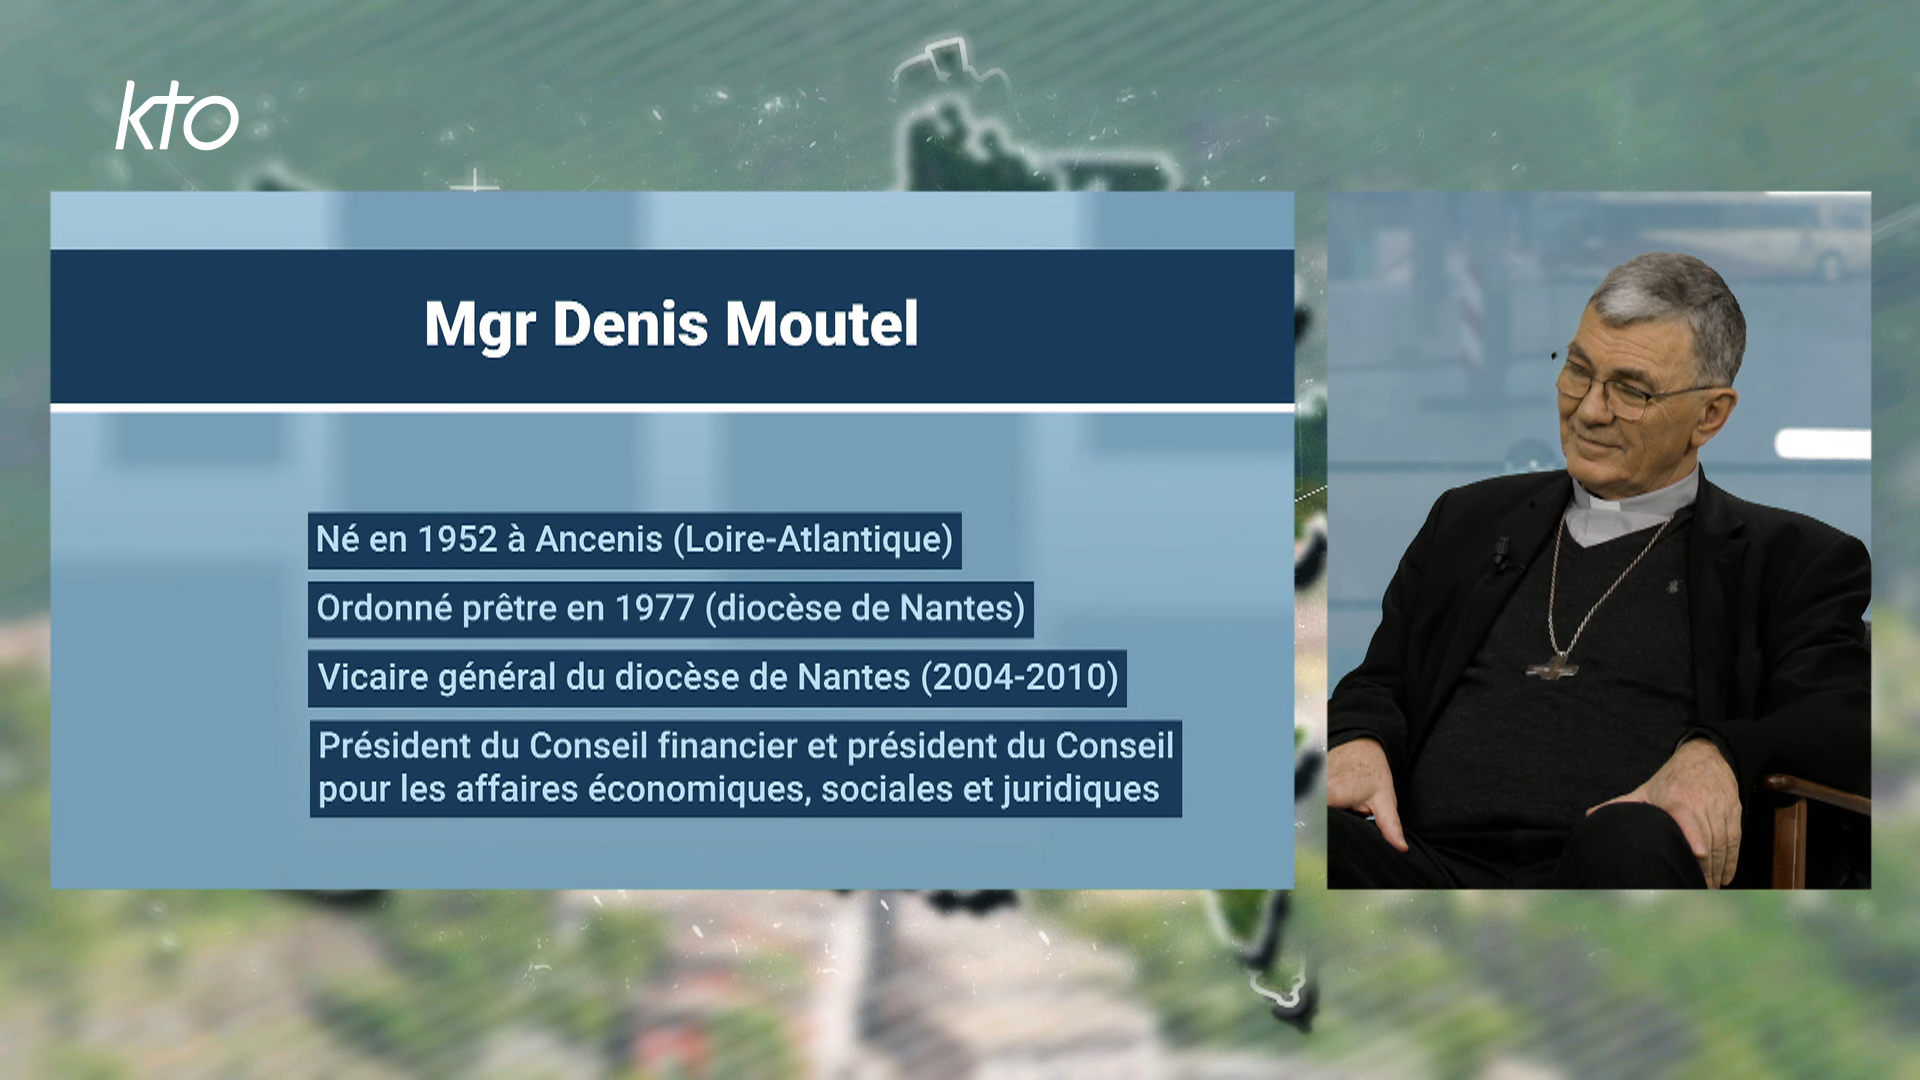 kto
Mgr Denis Moutel
Né en 1952 à Ancenis (Loire-Atlantique)
Ordonné prêtre en 1977 (diocèse de Nantes)
Vicaire général du diocèse de Nantes (2004-2010)
Président du Conseil financier et président du Conseil
pour les affaires économiques, sociales et juridiques